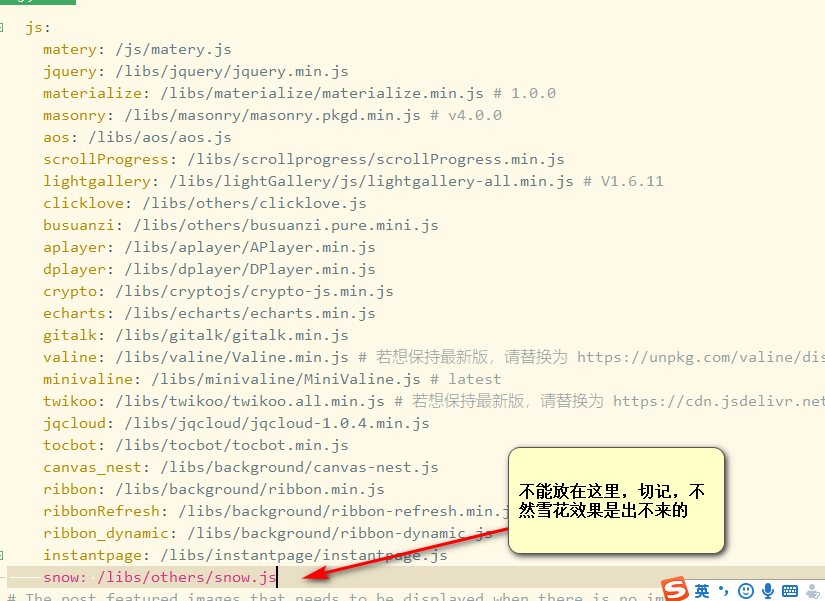 js:
matery: /js/matery.js
jquery: /libs/jquery/jquery.min.js
materialize: /libs/materialize/materialize.min.js # 1.0.0
masonry: /libs/masonry/masonry.pkgd.min.js # v4.0.0
aos: /libs/aos/aos.js
scrollProgress: /libs/scrollprogress/scrollProgress.min.js
lightgallery: /libs/lightGallery/js/lightgallery-all.min.js # V1.6.11
clicklove: /libs/others/clicklove.js
busuanzi: /libs/others/busuanzi.pure.mini.js
aplayer: /libs/aplayer/APlayer.min.js
dplayer: /libs/dplayer/DPlayer.min.js
crypto: /libs/cryptojs/crypto-js.min.js
echarts: /libs/echarts/echarts.min.js
gitalk: /libs/gitalk/gitalk.min.js
valine: /libs/valine/Valine.min.js # 若想保持最新版，请替换为 https://unpkg.com/valine/dis
minivaline: /libs/minivaline/MiniValine.js # latest
twikoo: /libs/twikoo/twikoo.all.min.js # 若想保持最新版，请替换为 https://cdn.jsdelivr.net
jqcloud: /libs/jqcloud/jqcloud-1.0.4.min.js
tocbot: /libs/tocbot/tocbot.min.js
canvas_nest: /libs/background/canvas-nest.js
ribbon: /libs/background/ribbon.min.js
ribbonRefresh: /libs/background/ribbon-refresh.min.j
ribbon_dynamic: /libs/background/ribbon-dynamic.js
instantpage: /libs/instantpage/instantpage.js
snow: /libs/others/snow.js
不能放在这里，切记，不
然雪花效果是出不来的
# The post featured images that needs to be displayed when there is no im
S 英